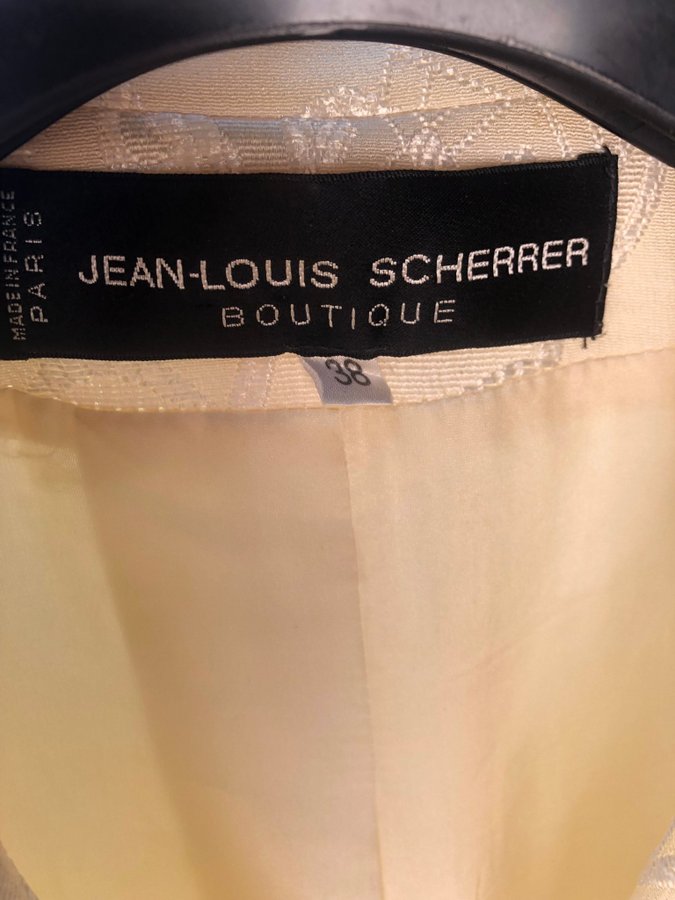 MADE IN FRANCE
PARIS
JEAN-LOUIS SCHERRER
BOUTIQUE
38